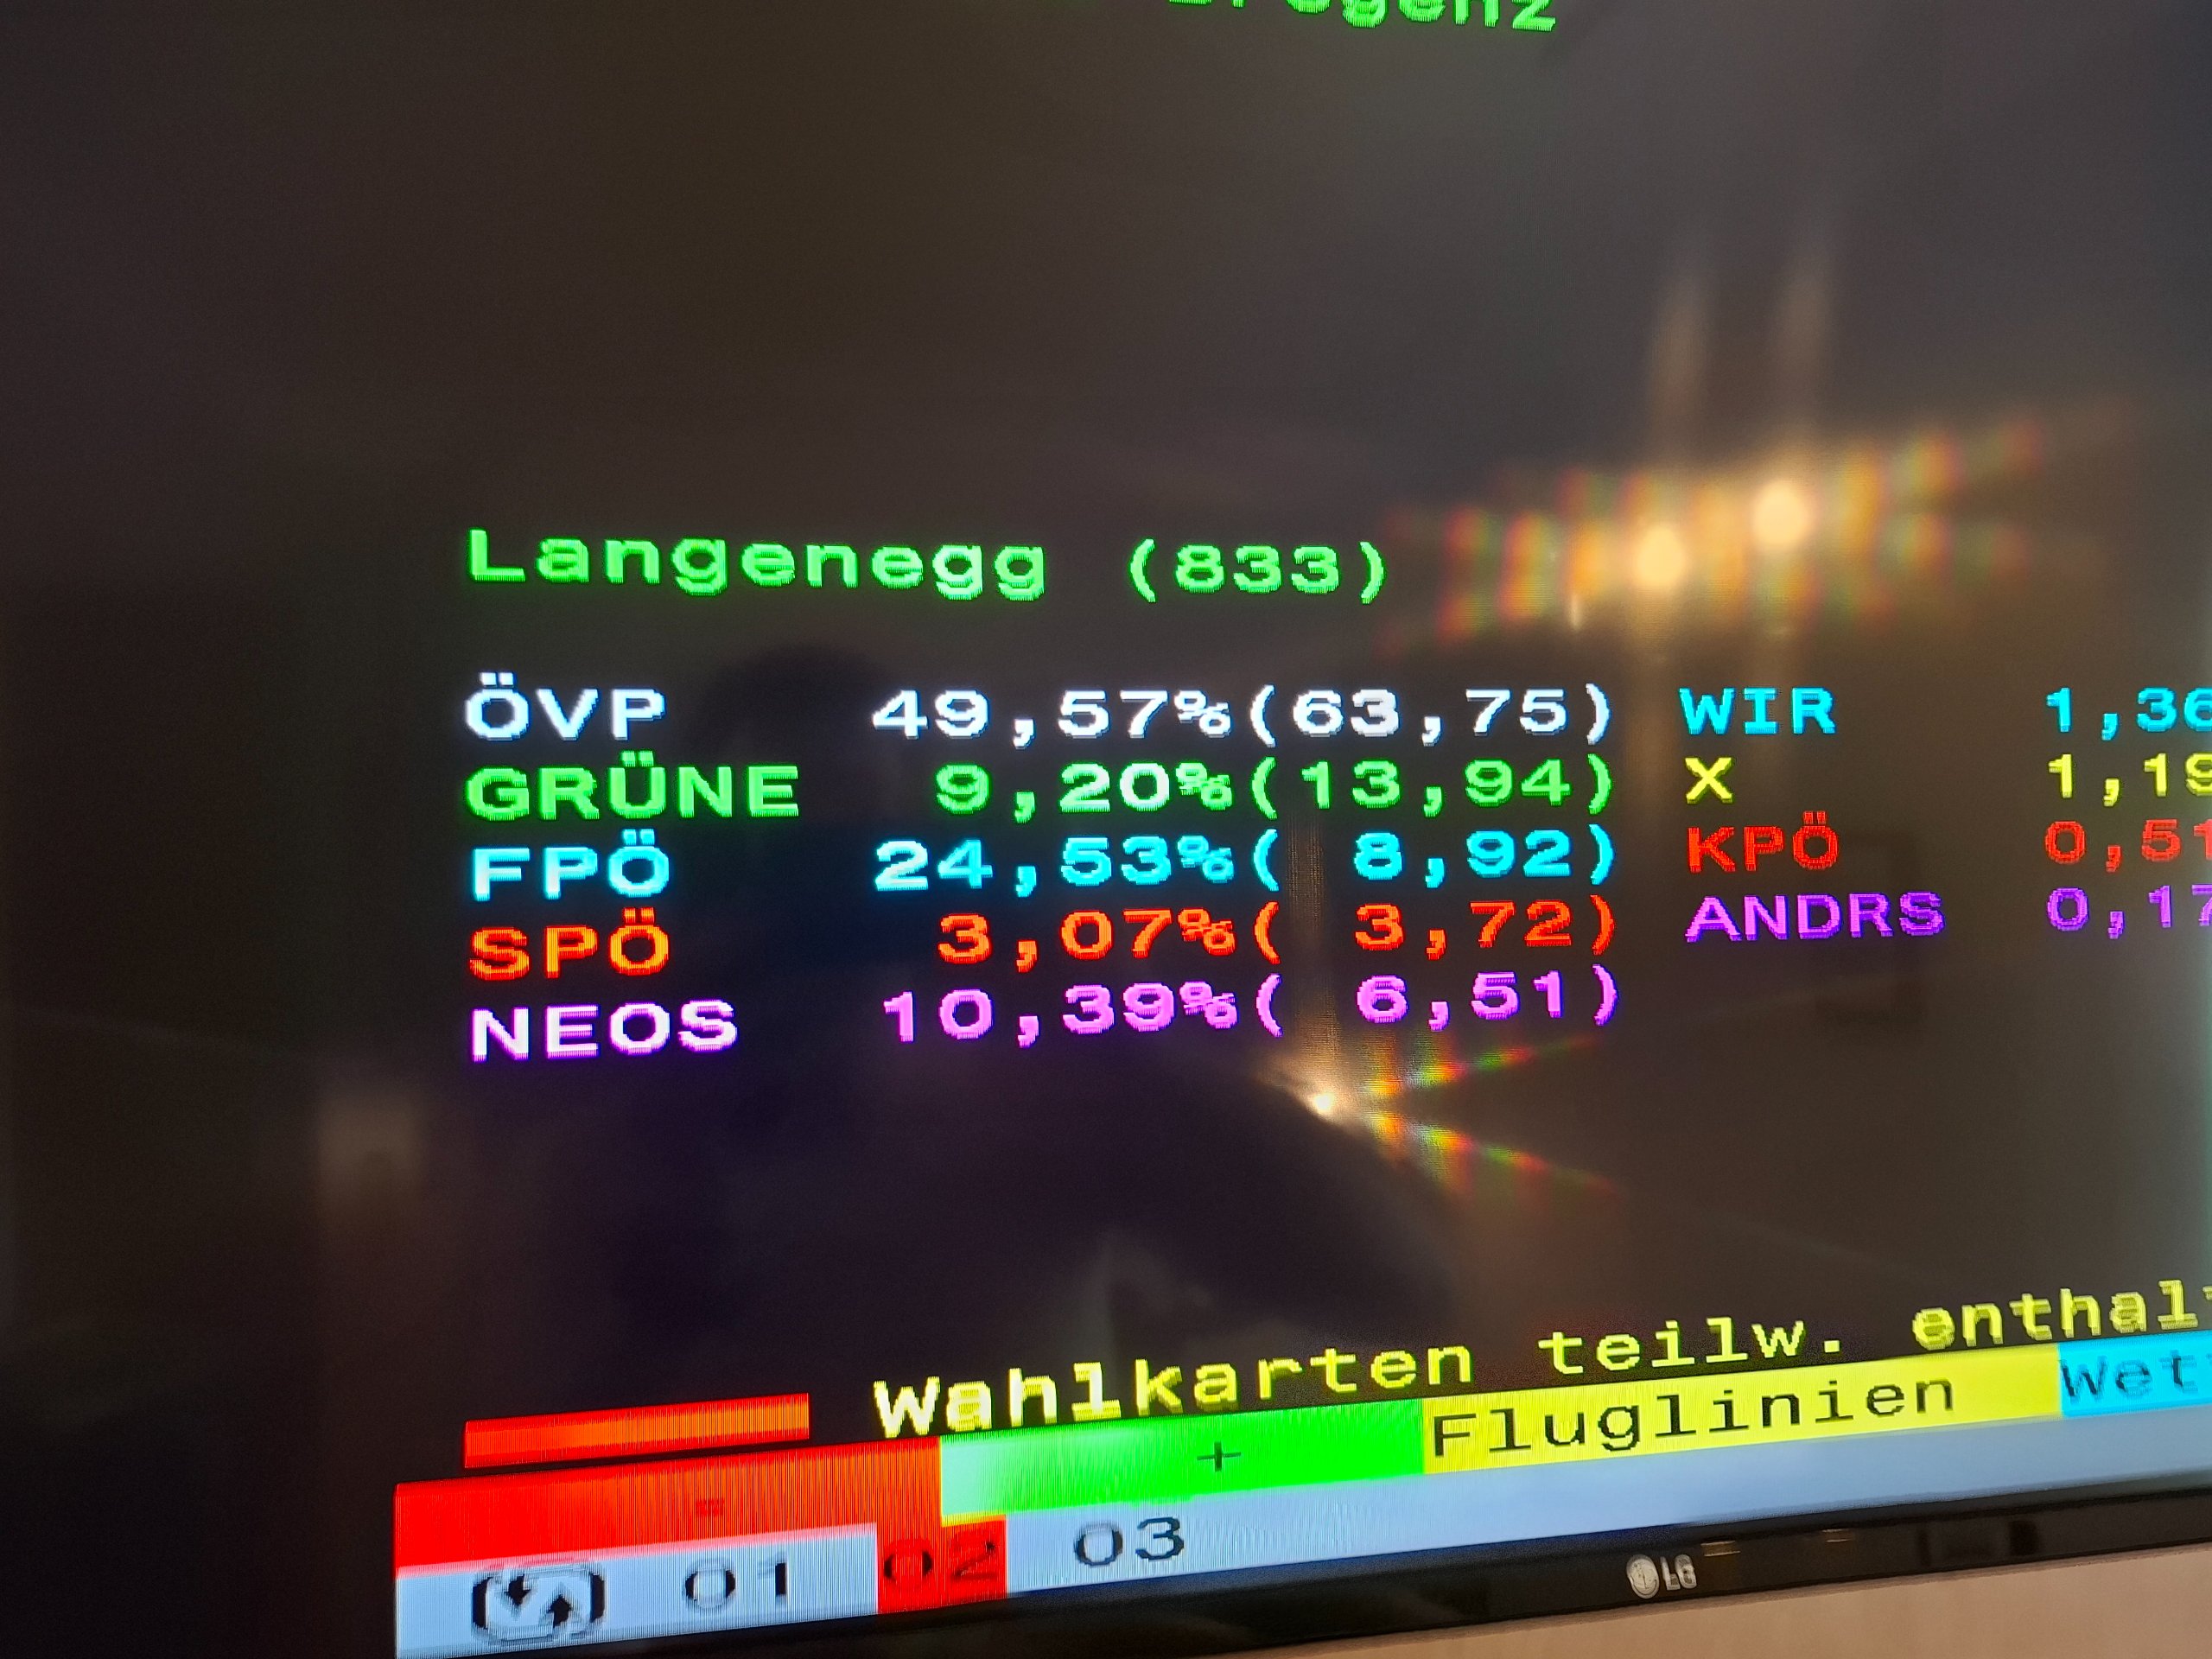 Langenegg (833)
ÖVP 49,57%(63,75) WIR 1,36
GRÜNE 9,20%(13,94) X 1,19
FPÖ 24,53%( 8,92) KPÖ 0,51
SPÖ 3,07%( 3,72) ANDRS 0,17
NEOS 10,39%( 6,51)
Wahlkarten teilw.
- + Fluglinien
01 02 03
LG